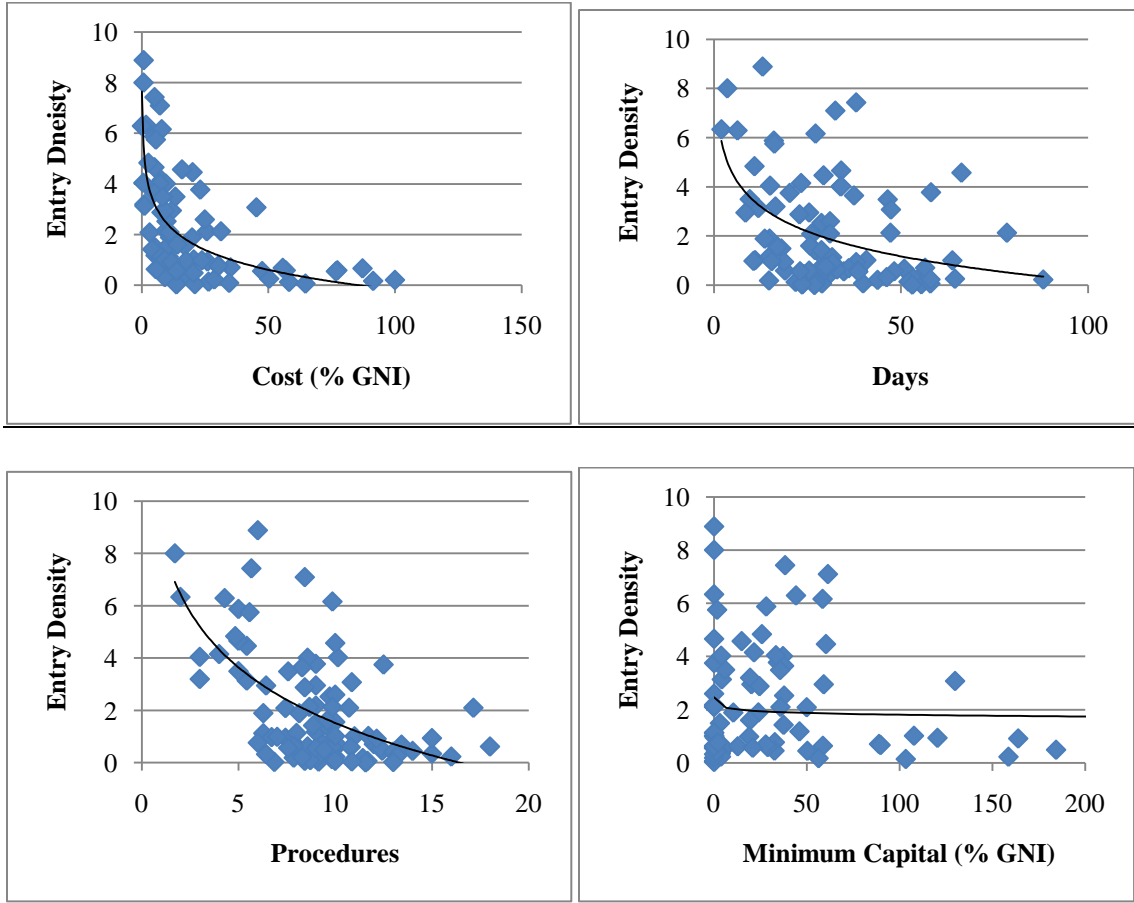 10
8
6
4
2
0
0 50 100 150
Entry Dneisty
Cost (% GNI)
10
8
6
4
2
0
0 50 100
Entry Density
Days
10
8
6
4
2
0
0 5 10 15 20
Entry Density
Procedures
10
8
6
4
2
0
0 50 100 150 200
Entry Density
Minimum Capital (% GNI)